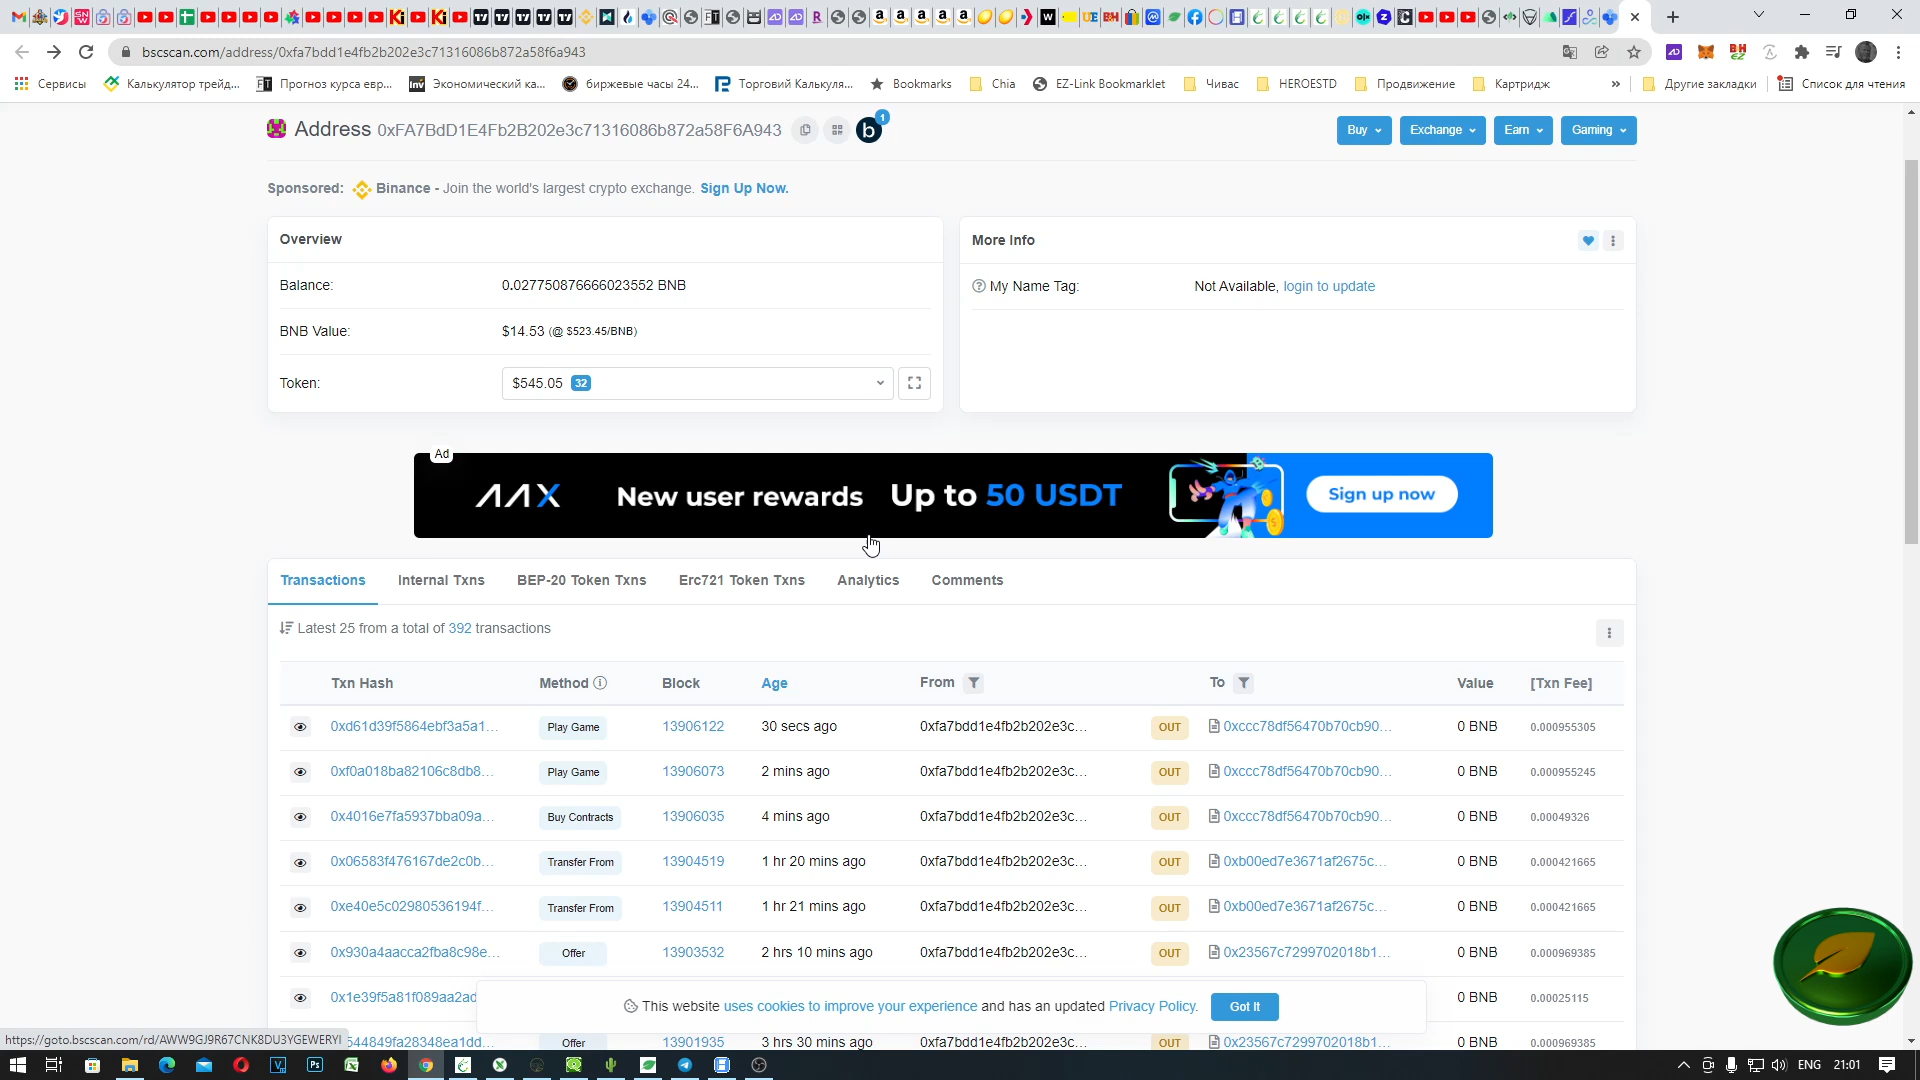 bscscan.com/address/0xfa7bdd1e4fb2b202e3c71316086b872a58f6a943
Сервисы
Калькулятор трейд...
Прогноз курса евр...
Экономический ка...
биржевые часы 24...
Торговий Калькуля...
Bookmarks
Chia
EZ-Link Bookmarklet
Чивас
HEROESTD
Продвижение
Картридж
»
Другие закладки
Список для чтения
Address 0xFA7BdD1E4Fb2B202e3c71316086b872a58F6A943
b 1
Buy
Exchange
Earn
Gaming
Sponsored: Binance - Join the world's largest crypto exchange. Sign Up Now.
Overview
Balance: 0.027750876666023552 BNB
BNB Value: $14.53 (@ $523.45/BNB)
Token: $545.05 32
More Info
My Name Tag: Not Available, login to update
Ad
AAX New user rewards Up to 50 USDT Sign up now
Transactions Internal Txns BEP-20 Token Txns Erc721 Token Txns Analytics Comments
Latest 25 from a total of 392 transactions
Txn Hash Method Block Age From To Value [Txn Fee]
0xd61d39f5864ebf3a5a1... Play Game 13906122 30 secs ago 0xfa7bdd1e4fb2b202e3c... OUT 0xccc78df56470b70cb90... 0 BNB 0.000955305
0xf0a018ba82106c8db8... Play Game 13906073 2 mins ago 0xfa7bdd1e4fb2b202e3c... OUT 0xccc78df56470b70cb90... 0 BNB 0.000955245
0x4016e7fa5937bba09a... Buy Contracts 13906035 4 mins ago 0xfa7bdd1e4fb2b202e3c... OUT 0xccc78df56470b70cb90... 0 BNB 0.00049326
0x06583f476167de2c0b... Transfer From 13904519 1 hr 20 mins ago 0xfa7bdd1e4fb2b202e3c... OUT 0xb00ed7e3671af2675c... 0 BNB 0.000421665
0xe40e5c02980536194f... Transfer From 13904511 1 hr 21 mins ago 0xfa7bdd1e4fb2b202e3c... OUT 0xb00ed7e3671af2675c... 0 BNB 0.000421665
0x930a4aacca2fba8c98e... Offer 13903532 2 hrs 10 mins ago 0xfa7bdd1e4fb2b202e3c... OUT 0x23567c7299702018b1... 0 BNB 0.000969385
0x1e39f5a81f089aa2ad 0 BNB 0.00025115
This website uses cookies to improve your experience and has an updated Privacy Policy. Got It
https://goto.bscscan.com/rd/AWW9GJ9R67CNK8DU3YGEWERYI
544849fa28348ea1dd... Offer 13901935 3 hrs 30 mins ago 0xfa7bdd1e4fb2b202e3c... OUT 0x23567c7299702018b1... 0 BNB 0.000969385
ENG 21:01